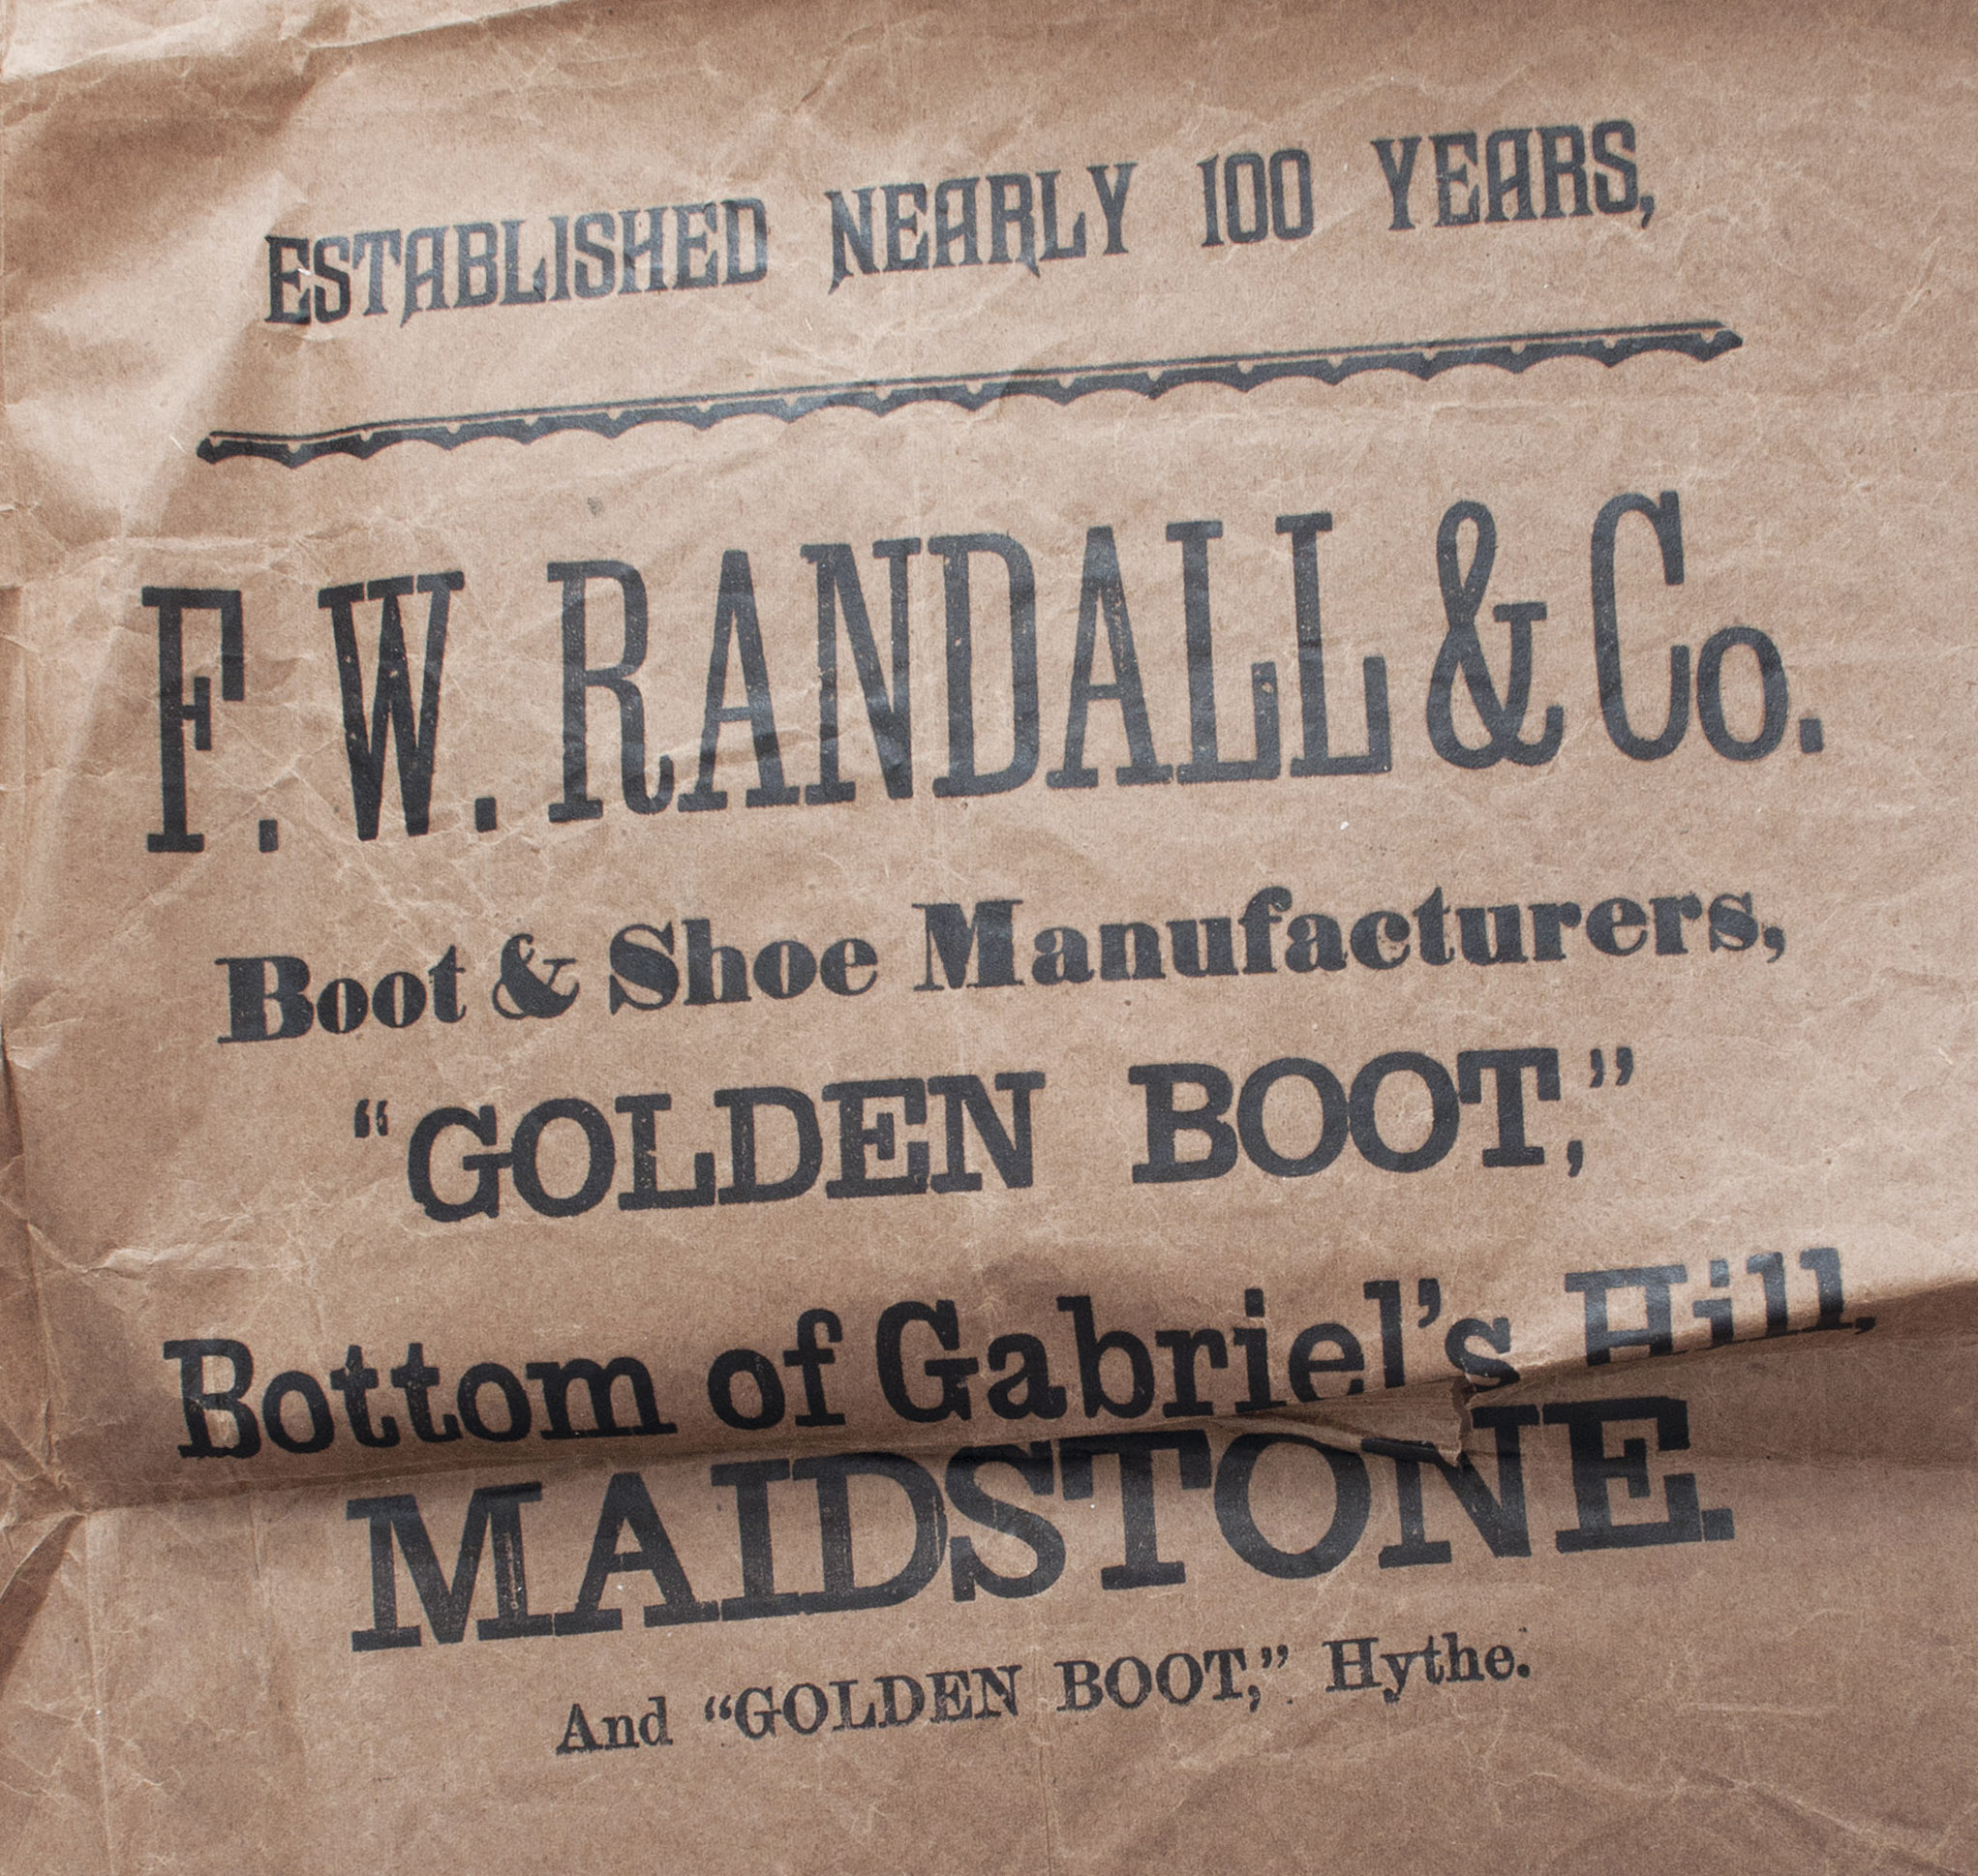 ESTABLISHED NEARLY 100 YEARS,
F. W. RANDALL & Co.
Boot & Shoe Manufacturers,
“GOLDEN BOOT,”
Bottom of Gabriel’s Hill,
MAIDSTONE.
And “GOLDEN BOOT,” Hythe.